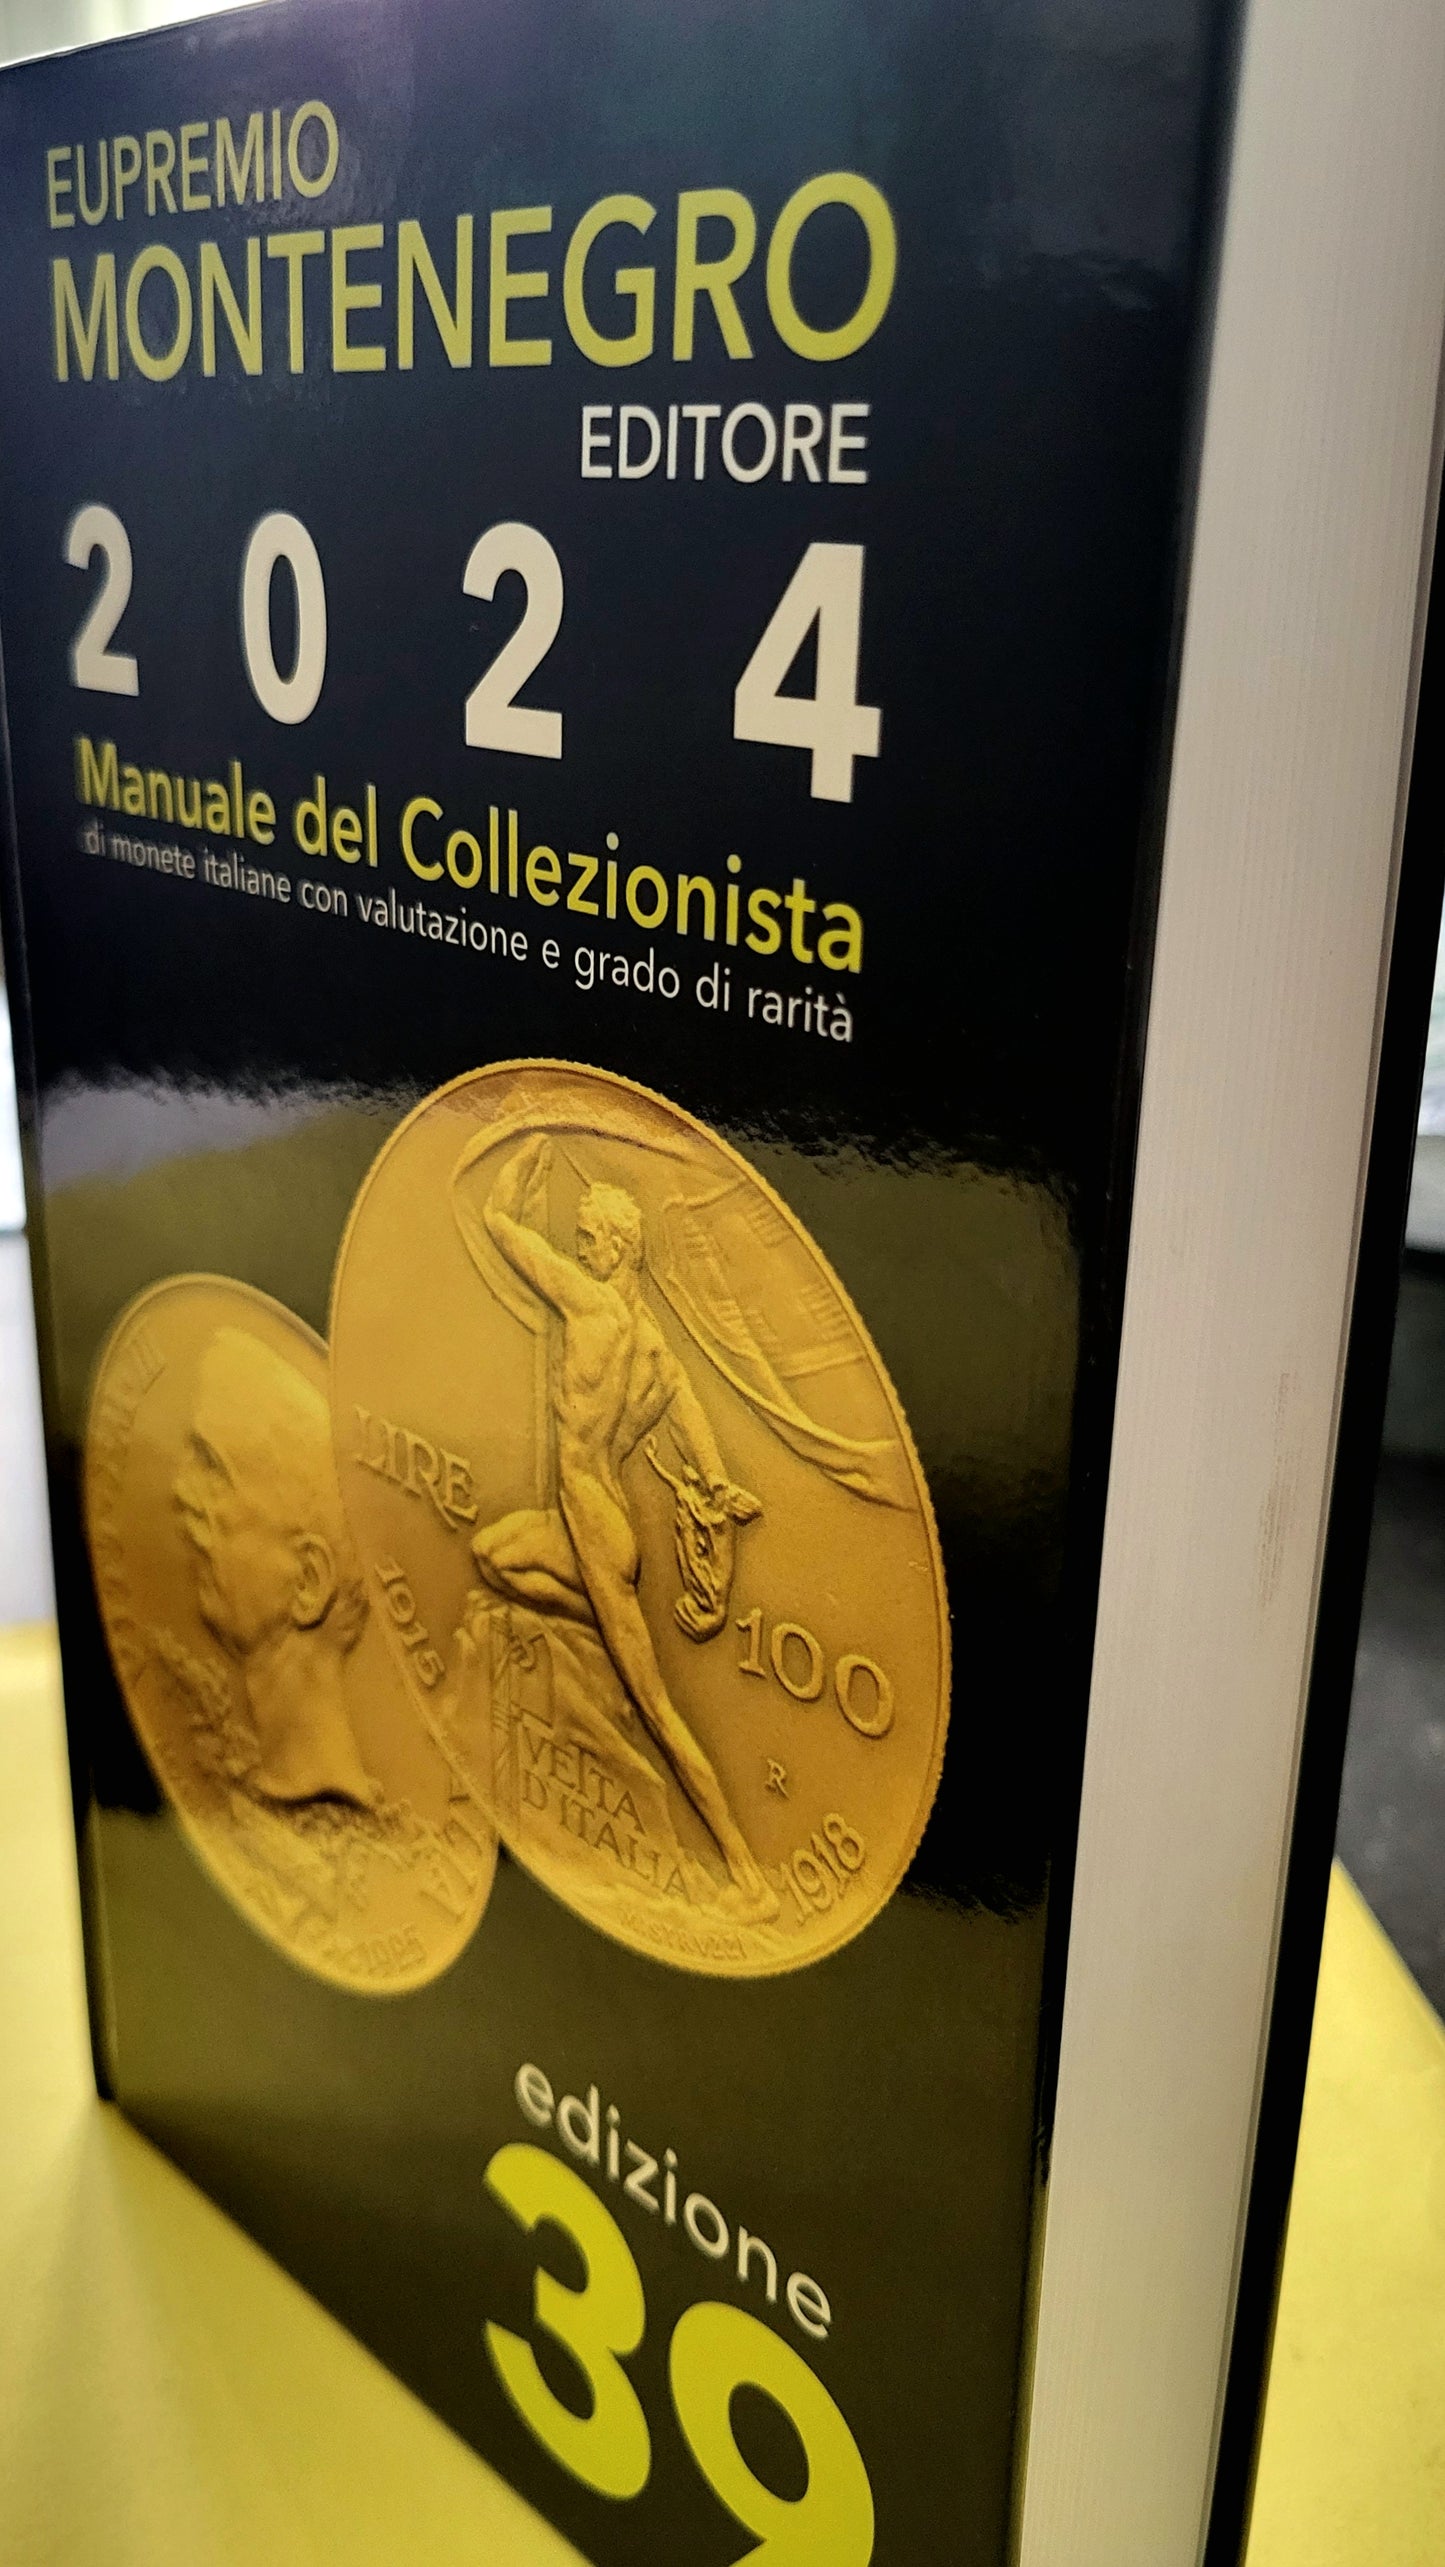 EUPREMIO
MONTENEGRO
EDITORE
2024
Manuale del Collezionista
di monete italiane con valutazione e grado di rarità
LIRE
1915
100
R
VETTA
D'ITALIA
1918
edizione
39